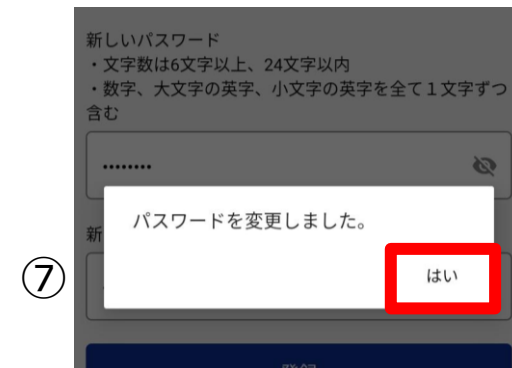 新しいパスワード
・文字数は6文字以上、24文字以内
・数字、大文字の英字、小文字の英字を全て１文字ずつ
含む
••••••••
パスワードを変更しました。
新
はい
⑦